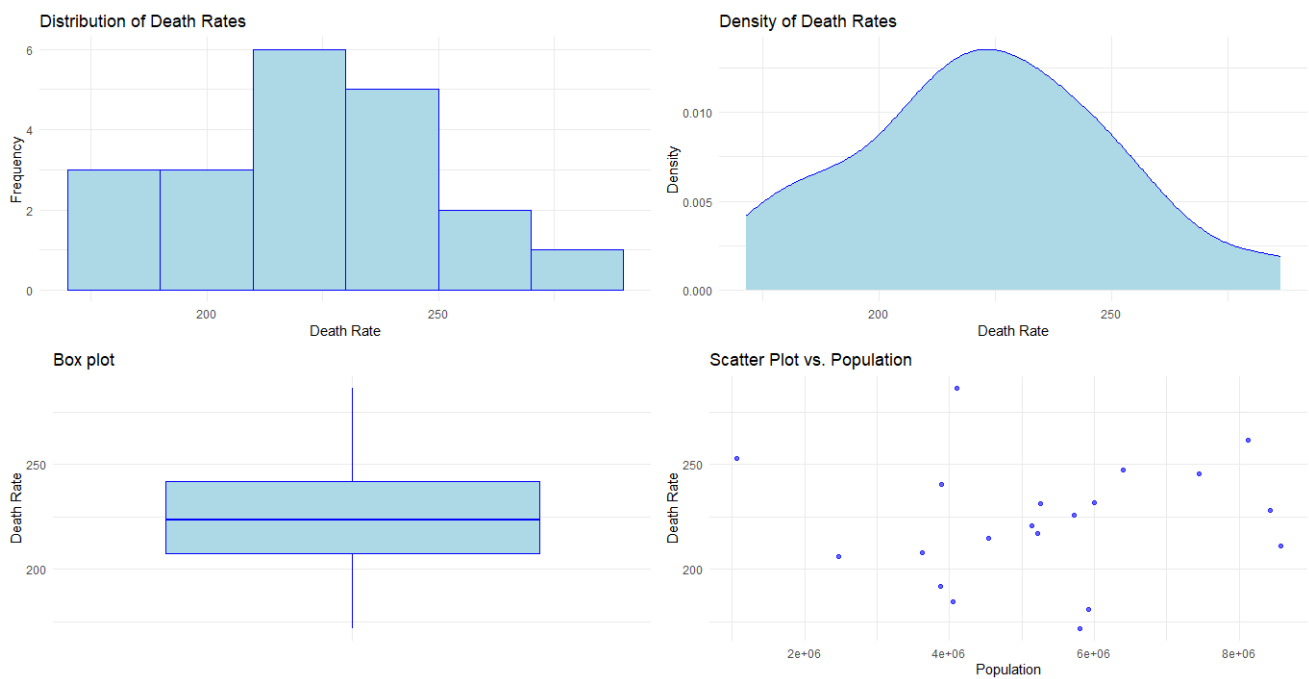 Distribution of Death Rates
Frequency
6
4
2
0
200 250
Death Rate
Density of Death Rates
Density
0.010
0.005
0.000
200 250
Death Rate
Box plot
Death Rate
250
200
Scatter Plot vs. Population
Death Rate
250
200
2e+06 4e+06 6e+06 8e+06
Population